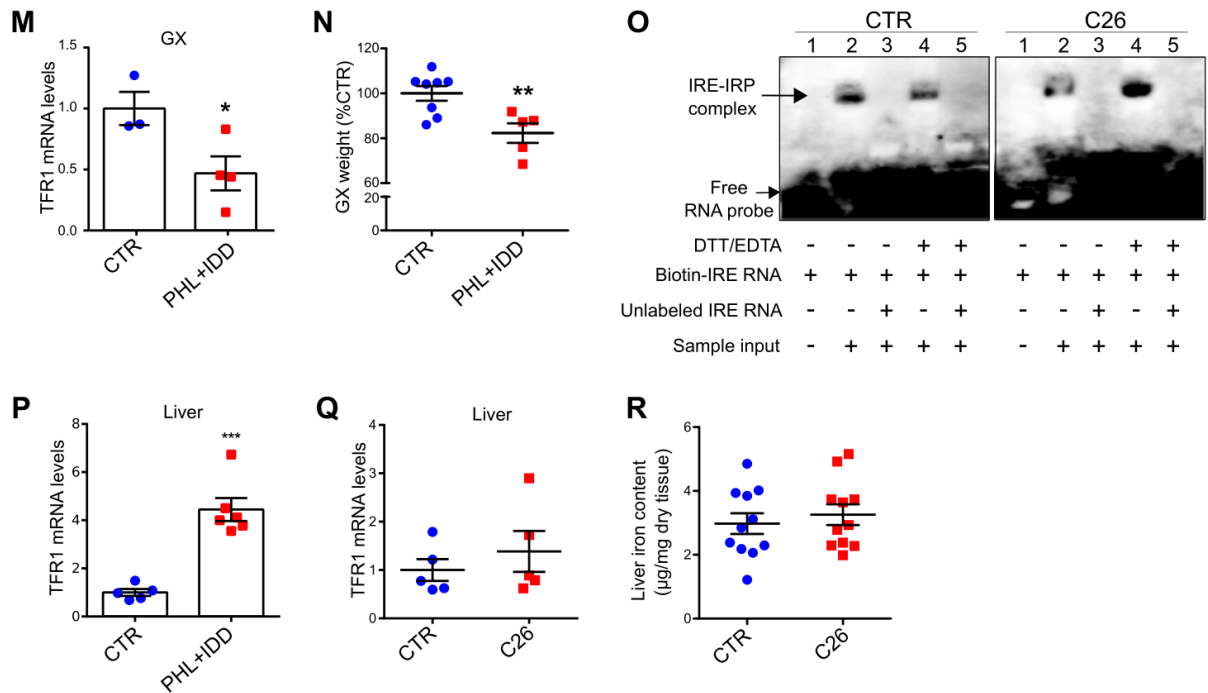 M
GX
TFR1 mRNA levels
1.5
1.0
0.5
0.0
*
CTR
PHL+IDD
N
GX weight (%CTR)
120
100
80
60
20
0
**
CTR
PHL+IDD
O
CTR
C26
1 2 3 4 5
1 2 3 4 5
IRE-IRP
complex
Free
RNA probe
DTT/EDTA - - - + + - - - + +
Biotin-IRE RNA + + + + + + + + + +
Unlabeled IRE RNA - - + - + - - + - +
Sample input - + + + + - + + + +
P
Liver
TFR1 mRNA levels
8
6
4
2
0
***
CTR
PHL+IDD
Q
Liver
TFR1 mRNA levels
4
3
2
1
0
CTR
C26
R
Liver iron content
(µg/mg dry tissue)
6
4
2
0
CTR
C26